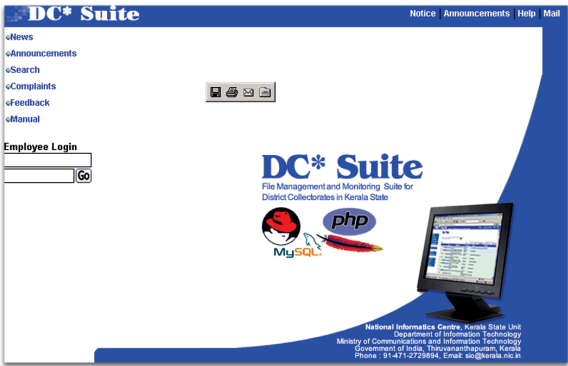 DC* Suite
Notice Announcements Help Mail
News
Announcements
Search
Complaints
Feedback
Manual
Employee Login
Go
DC* Suite
File Management and Monitoring Suite for
District Collectorates in Kerala State
php
MySQL
National Informatics Centre, Kerala State Unit
Department of Information Technology
Ministry of Communications and Information Technology
Government of India, Thiruvananthapuram, Kerala
Phone : 91-471-2729894, Email: sio@kerala.nic.in